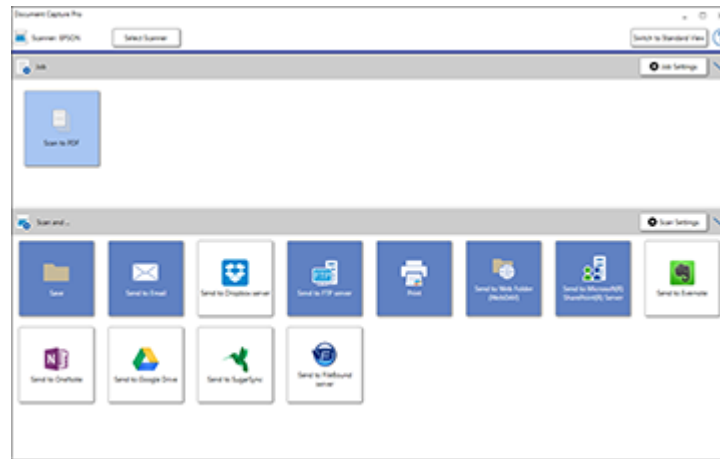 Document Capture Pro
Scanner: EPSON
Select Scanner
Switch to Standard View
Job
Job Settings
Scan to PDF
Scan and ...
Scan Settings
Save
Send to Email
Send to Dropbox server
Send to FTP server
Print
Send to Web Folder
(WebDAV)
Send to Microsoft(R)
SharePoint(R) Server
Send to Evernote
Send to OneNote
Send to Google Drive
Send to SugarSync
Send to FileBound
server